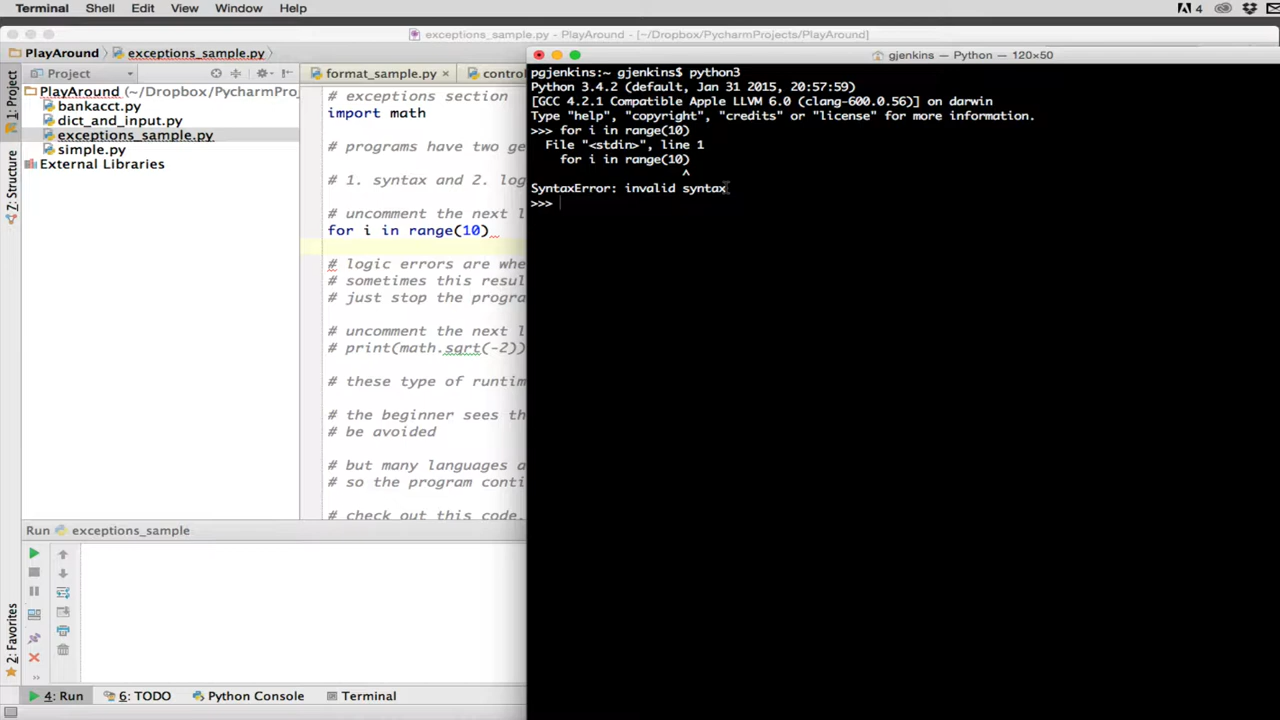 Terminal Shell Edit View Window Help 4
exceptions_sample.py - PlayAround - [~/Dropbox/PycharmProjects/PlayAround]
PlayAround exceptions_sample.py
gjenkins — Python — 120×50
1: Project
Project
PlayAround (~/Dropbox/PycharmPro
bankacct.py
dict_and_input.py
exceptions_sample.py
simple.py
External Libraries
Z: Structure
format_sample.py × contro
# exceptions section
import math
# programs have two ge
# 1. syntax and 2. log
# uncomment the next l
for i in range(10)
# logic errors are whe
# sometimes this resul
# just stop the progra
# uncomment the next l
# print(math.sqrt(-2))
# these type of runtim
# the beginner sees th
# be avoided
# but many languages a
# so the program conti
# check out this code.
pgjenkins:~ gjenkins$ python3
Python 3.4.2 (default, Jan 31 2015, 20:57:59)
[GCC 4.2.1 Compatible Apple LLVM 6.0 (clang-600.0.56)] on darwin
Type "help", "copyright", "credits" or "license" for more information.
>>> for i in range(10)
File "<stdin>", line 1
for i in range(10)
^
SyntaxError: invalid syntax
>>>
Run exceptions_sample
2: Favorites
4: Run 6: TODO Python Console Terminal